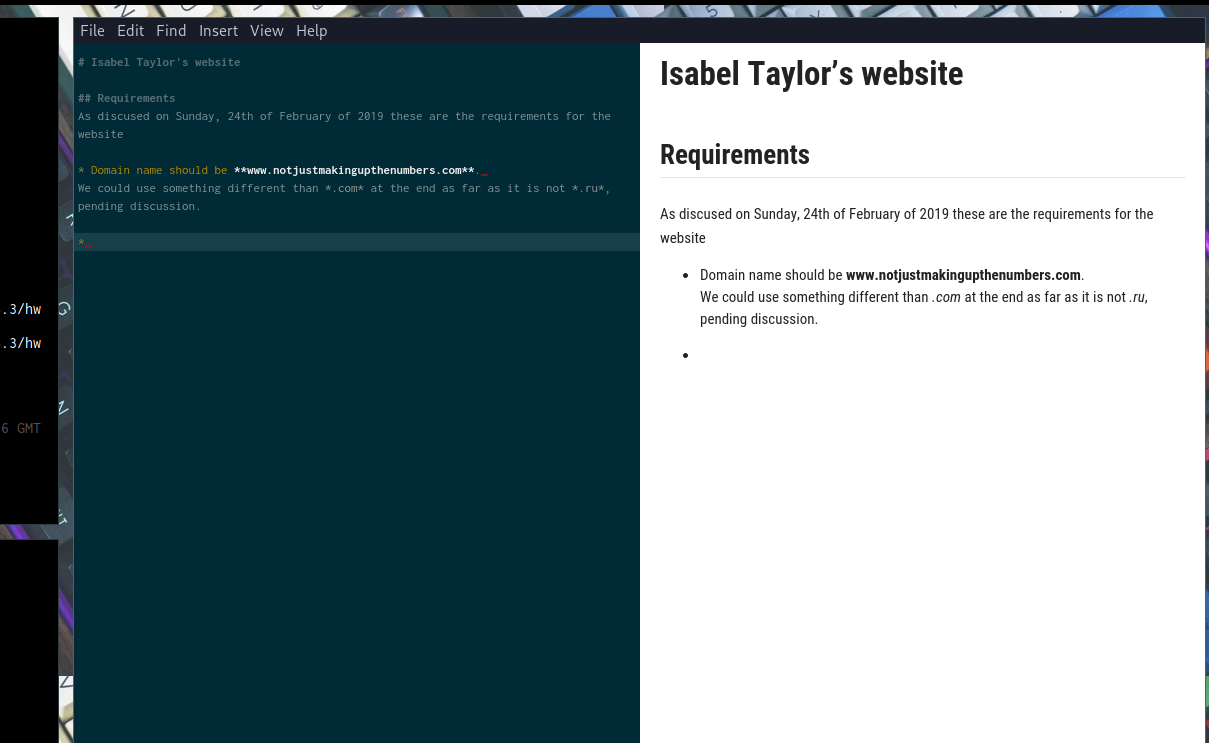 File Edit Find Insert View Help
# Isabel Taylor's website
## Requirements
As discused on Sunday, 24th of February of 2019 these are the requirements for the
website
* Domain name should be **www.notjustmakingupthenumbers.com**.
We could use something different than *.com* at the end as far as it is not *.ru*,
pending discussion.
*
Isabel Taylor’s website
Requirements
As discused on Sunday, 24th of February of 2019 these are the requirements for the
website
• Domain name should be www.notjustmakingupthenumbers.com.
We could use something different than .com at the end as far as it is not .ru,
pending discussion.
•
.3/hw
.3/hw
6 GMT